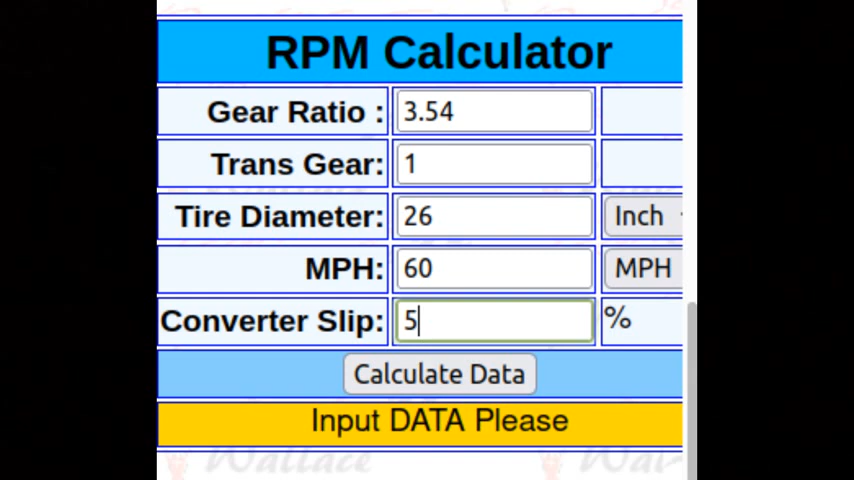 RPM Calculator
Gear Ratio : 3.54
Trans Gear: 1
Tire Diameter: 26 Inch
MPH: 60 MPH
Converter Slip: 5 %
Calculate Data
Input DATA Please
Wallace